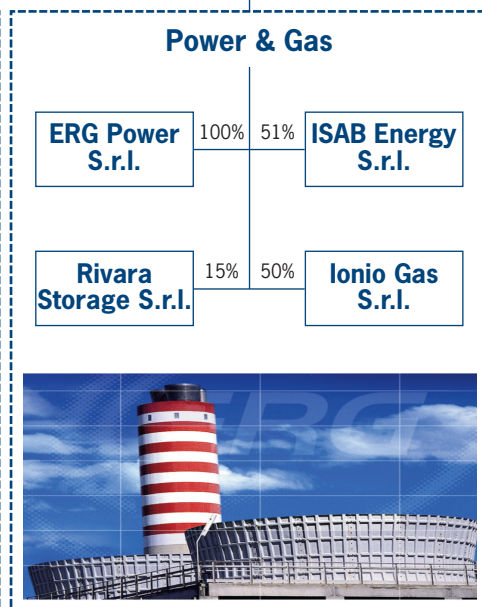 Power & Gas
ERG Power
S.r.l.
100%
51%
ISAB Energy
S.r.l.
Rivara
Storage S.r.l.
15%
50%
Ionio Gas
S.r.l.
ERG